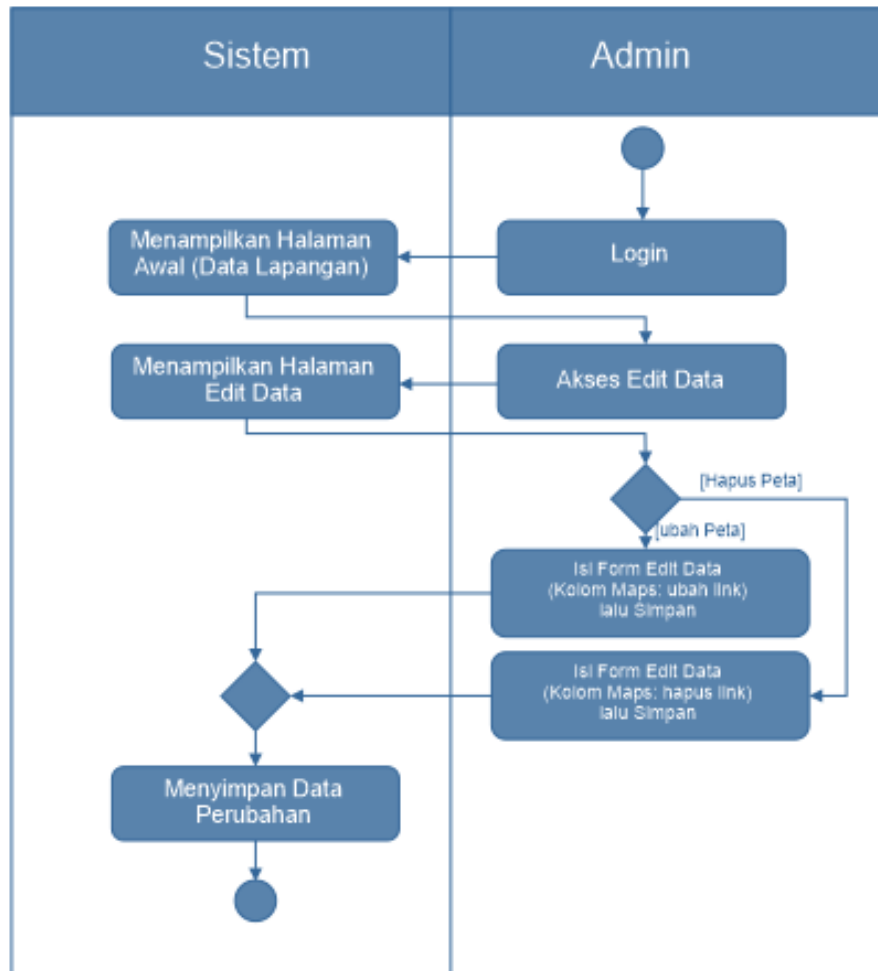 Sistem
Admin
Login
Menampilkan Halaman
Awal (Data Lapangan)
Akses Edit Data
Menampilkan Halaman
Edit Data
[Hapus Peta]
[ubah Peta]
Isi Form Edit Data
(Kolom Maps: ubah link)
lalu Simpan
Isi Form Edit Data
(Kolom Maps: hapus link)
lalu Simpan
Menyimpan Data
Perubahan